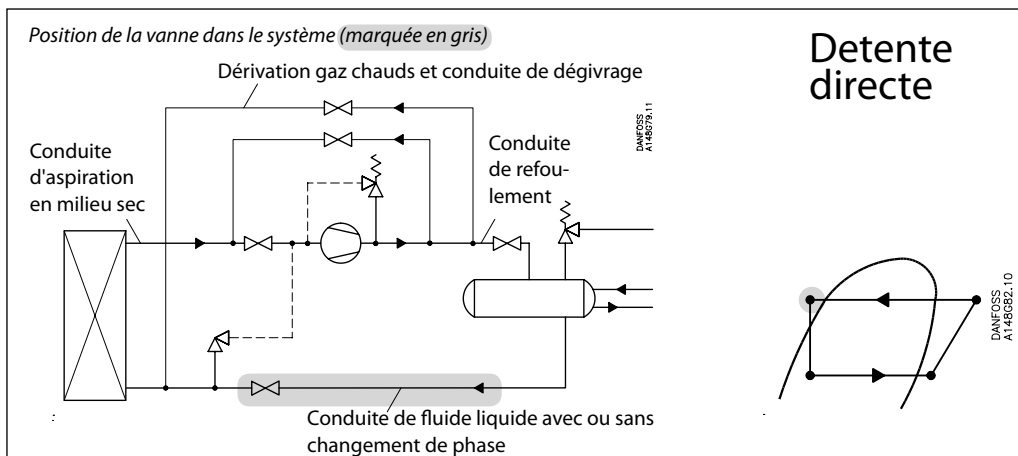 Position de la vanne dans le système (marquée en gris)
Detente
directe
Dérivation gaz chauds et conduite de dégivrage
DANFOSS
A148G79.11
Conduite
d'aspiration
en milieu sec
Conduite
de refou-
lement
DANFOSS
A148G82.10
Conduite de fluide liquide avec ou sans
changement de phase